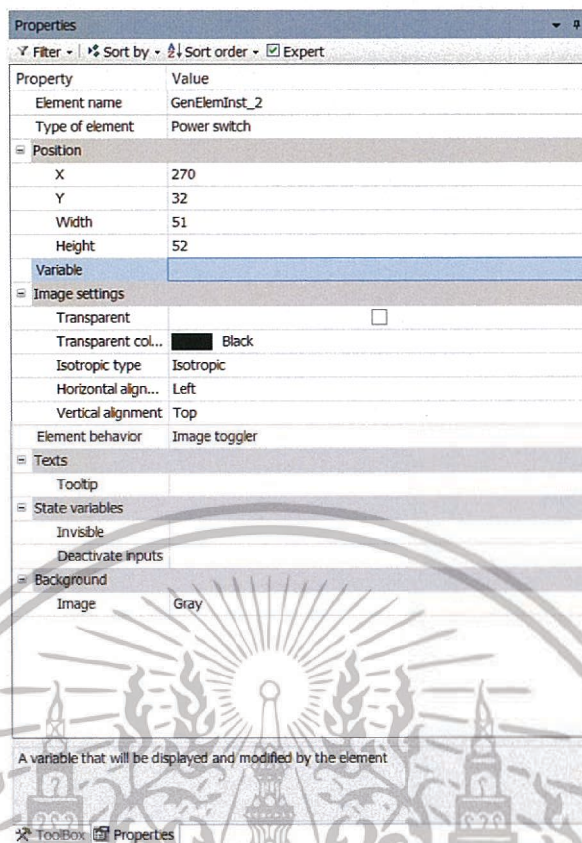 Properties
Filter Sort by Sort order Expert
Property Value
Element name GenElemInst_2
Type of element Power switch
Position
X 270
Y 32
Width 51
Height 52
Variable
Image settings
Transparent
Transparent col... Black
Isotropic type Isotropic
Horizontal align... Left
Vertical alignment Top
Element behavior Image toggler
Texts
Tooltip
State variables
Invisible
Deactivate inputs
Background
Image Gray
A variable that will be displayed and modified by the element
ToolBox Properties